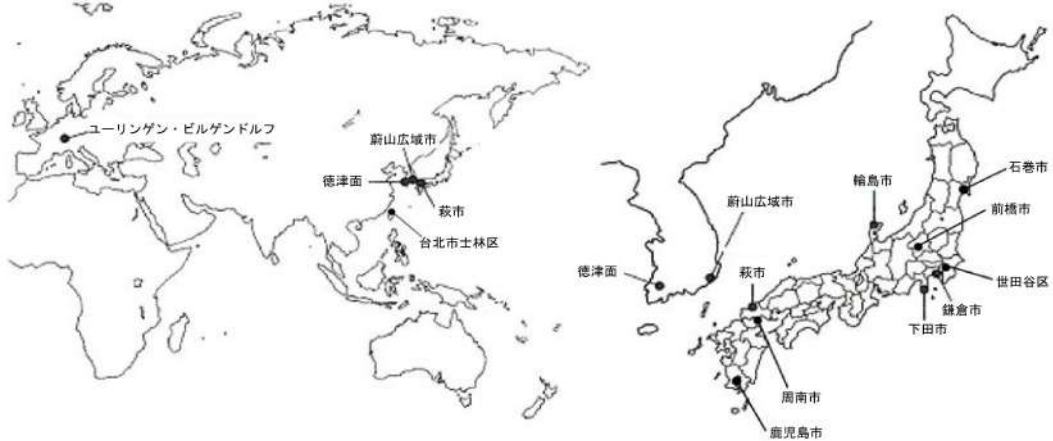 ユーリンゲン・ビルゲンドルフ
蔚山広域市
徳津面
萩市
台北市士林区
石巻市
輪島市
前橋市
蔚山広域市
徳津面
萩市
世田谷区
鎌倉市
下田市
周南市
鹿児島市